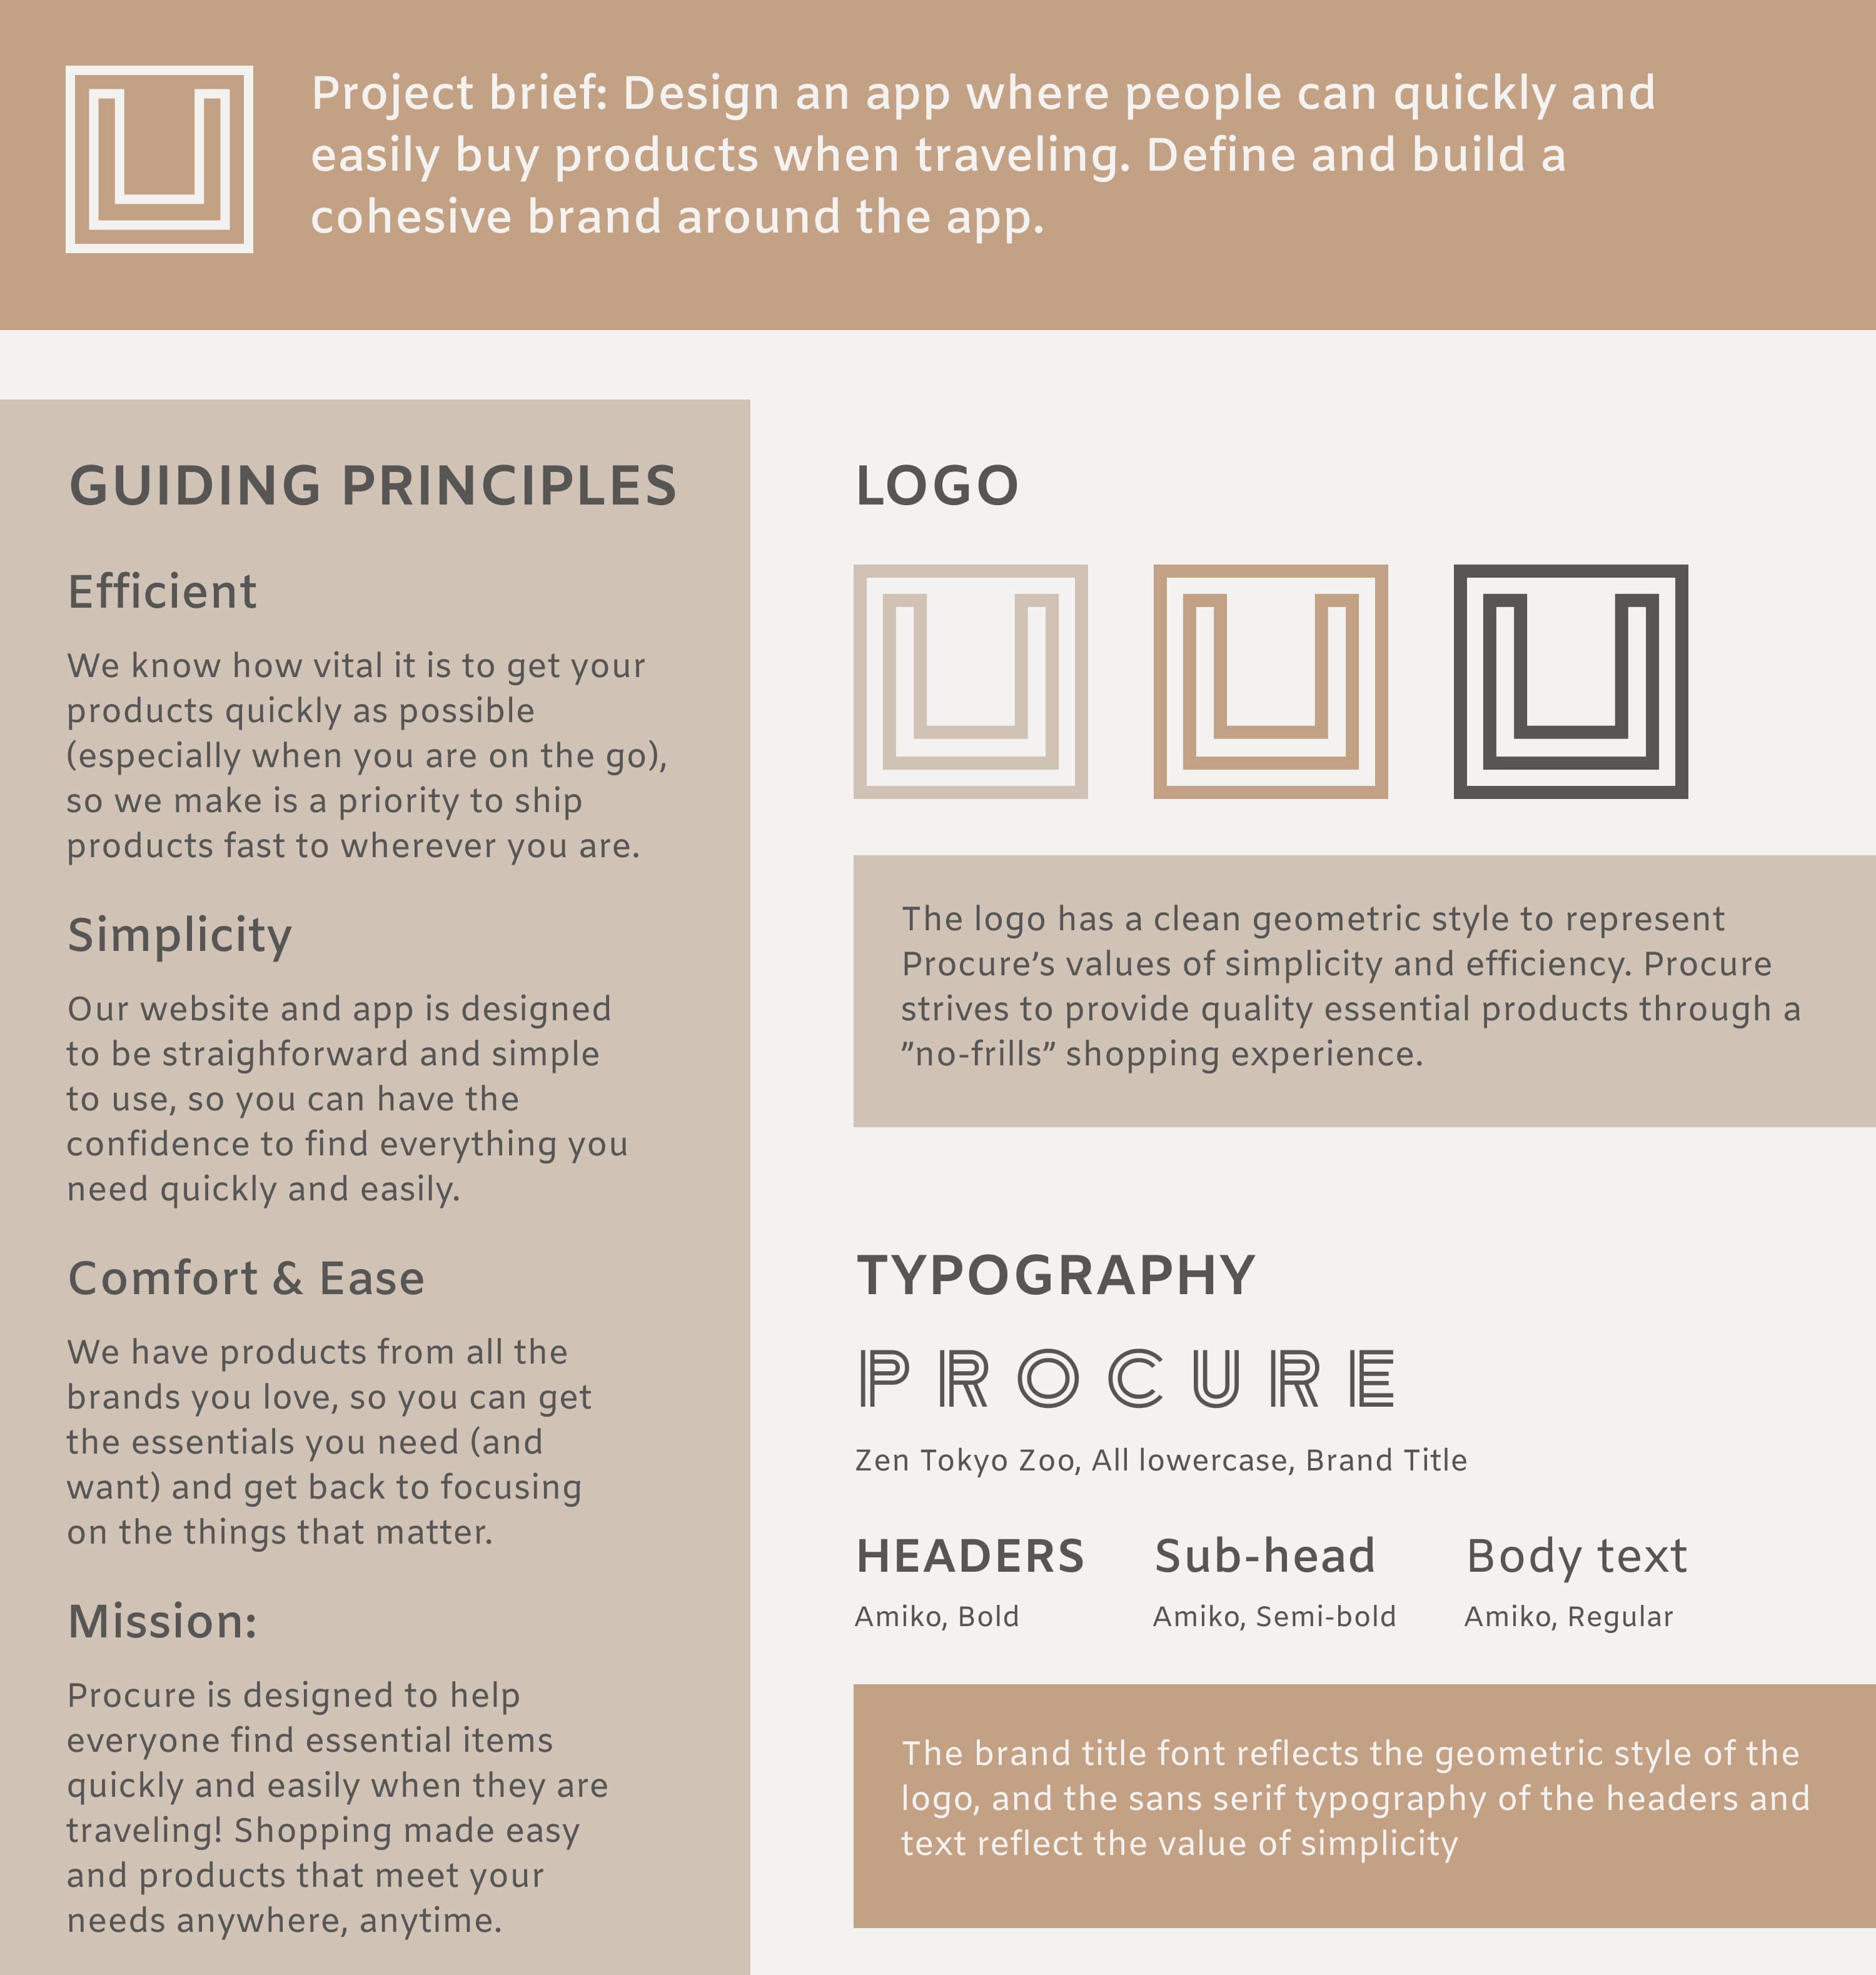 Project brief: Design an app where people can quickly and
easily buy products when traveling. Define and build a
cohesive brand around the app.
GUIDING PRINCIPLES
Efficient
We know how vital it is to get your
products quickly as possible
(especially when you are on the go),
so we make is a priority to ship
products fast to wherever you are.
Simplicity
Our website and app is designed
to be straighforward and simple
to use, so you can have the
confidence to find everything you
need quickly and easily.
Comfort & Ease
We have products from all the
brands you love, so you can get
the essentials you need (and
want) and get back to focusing
on the things that matter.
Mission:
Procure is designed to help
everyone find essential items
quickly and easily when they are
traveling! Shopping made easy
and products that meet your
needs anywhere, anytime.
LOGO
The logo has a clean geometric style to represent
Procure’s values of simplicity and efficiency. Procure
strives to provide quality essential products through a
”no-frills” shopping experience.
TYPOGRAPHY
PROCURE
Zen Tokyo Zoo, All lowercase, Brand Title
HEADERS Sub-head Body text
Amiko, Bold Amiko, Semi-bold Amiko, Regular
The brand title font reflects the geometric style of the
logo, and the sans serif typography of the headers and
text reflect the value of simplicity